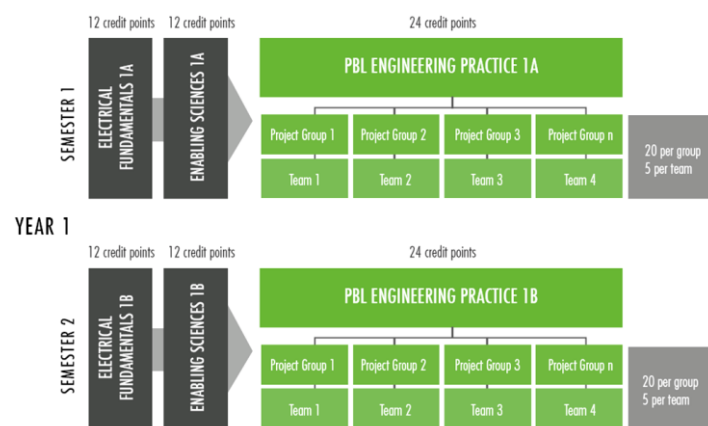 12 credit points
12 credit points
24 credit points
SEMESTER 1
ELECTRICAL
FUNDAMENTALS 1A
ENABLING SCIENCES 1A
PBL ENGINEERING PRACTICE 1A
Project Group 1
Project Group 2
Project Group 3
Project Group n
Team 1
Team 2
Team 3
Team 4
20 per group
5 per team
YEAR 1
12 credit points
12 credit points
24 credit points
SEMESTER 2
ELECTRICAL
FUNDAMENTALS 1B
ENABLING SCIENCES 1B
PBL ENGINEERING PRACTICE 1B
Project Group 1
Project Group 2
Project Group 3
Project Group n
Team 1
Team 2
Team 3
Team 4
20 per group
5 per team